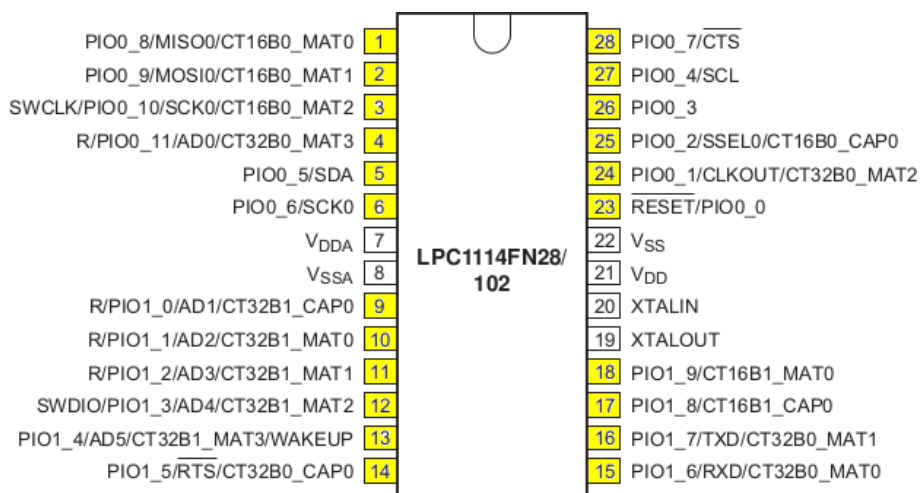 PIO0_8/MISO0/CT16B0_MAT0 1
PIO0_9/MOSI0/CT16B0_MAT1 2
SWCLK/PIO0_10/SCK0/CT16B0_MAT2 3
R/PIO0_11/AD0/CT32B0_MAT3 4
PIO0_5/SDA 5
PIO0_6/SCK0 6
VDDA 7
VSSA 8
R/PIO1_0/AD1/CT32B1_CAP0 9
R/PIO1_1/AD2/CT32B1_MAT0 10
R/PIO1_2/AD3/CT32B1_MAT1 11
SWDIO/PIO1_3/AD4/CT32B1_MAT2 12
PIO1_4/AD5/CT32B1_MAT3/WAKEUP 13
PIO1_5/RTS/CT32B0_CAP0 14
LPC1114FN28/
102
28 PIO0_7/CTS
27 PIO0_4/SCL
26 PIO0_3
25 PIO0_2/SSEL0/CT16B0_CAP0
24 PIO0_1/CLKOUT/CT32B0_MAT2
23 RESET/PIO0_0
22 VSS
21 VDD
20 XTALIN
19 XTALOUT
18 PIO1_9/CT16B1_MAT0
17 PIO1_8/CT16B1_CAP0
16 PIO1_7/TXD/CT32B0_MAT1
15 PIO1_6/RXD/CT32B0_MAT0